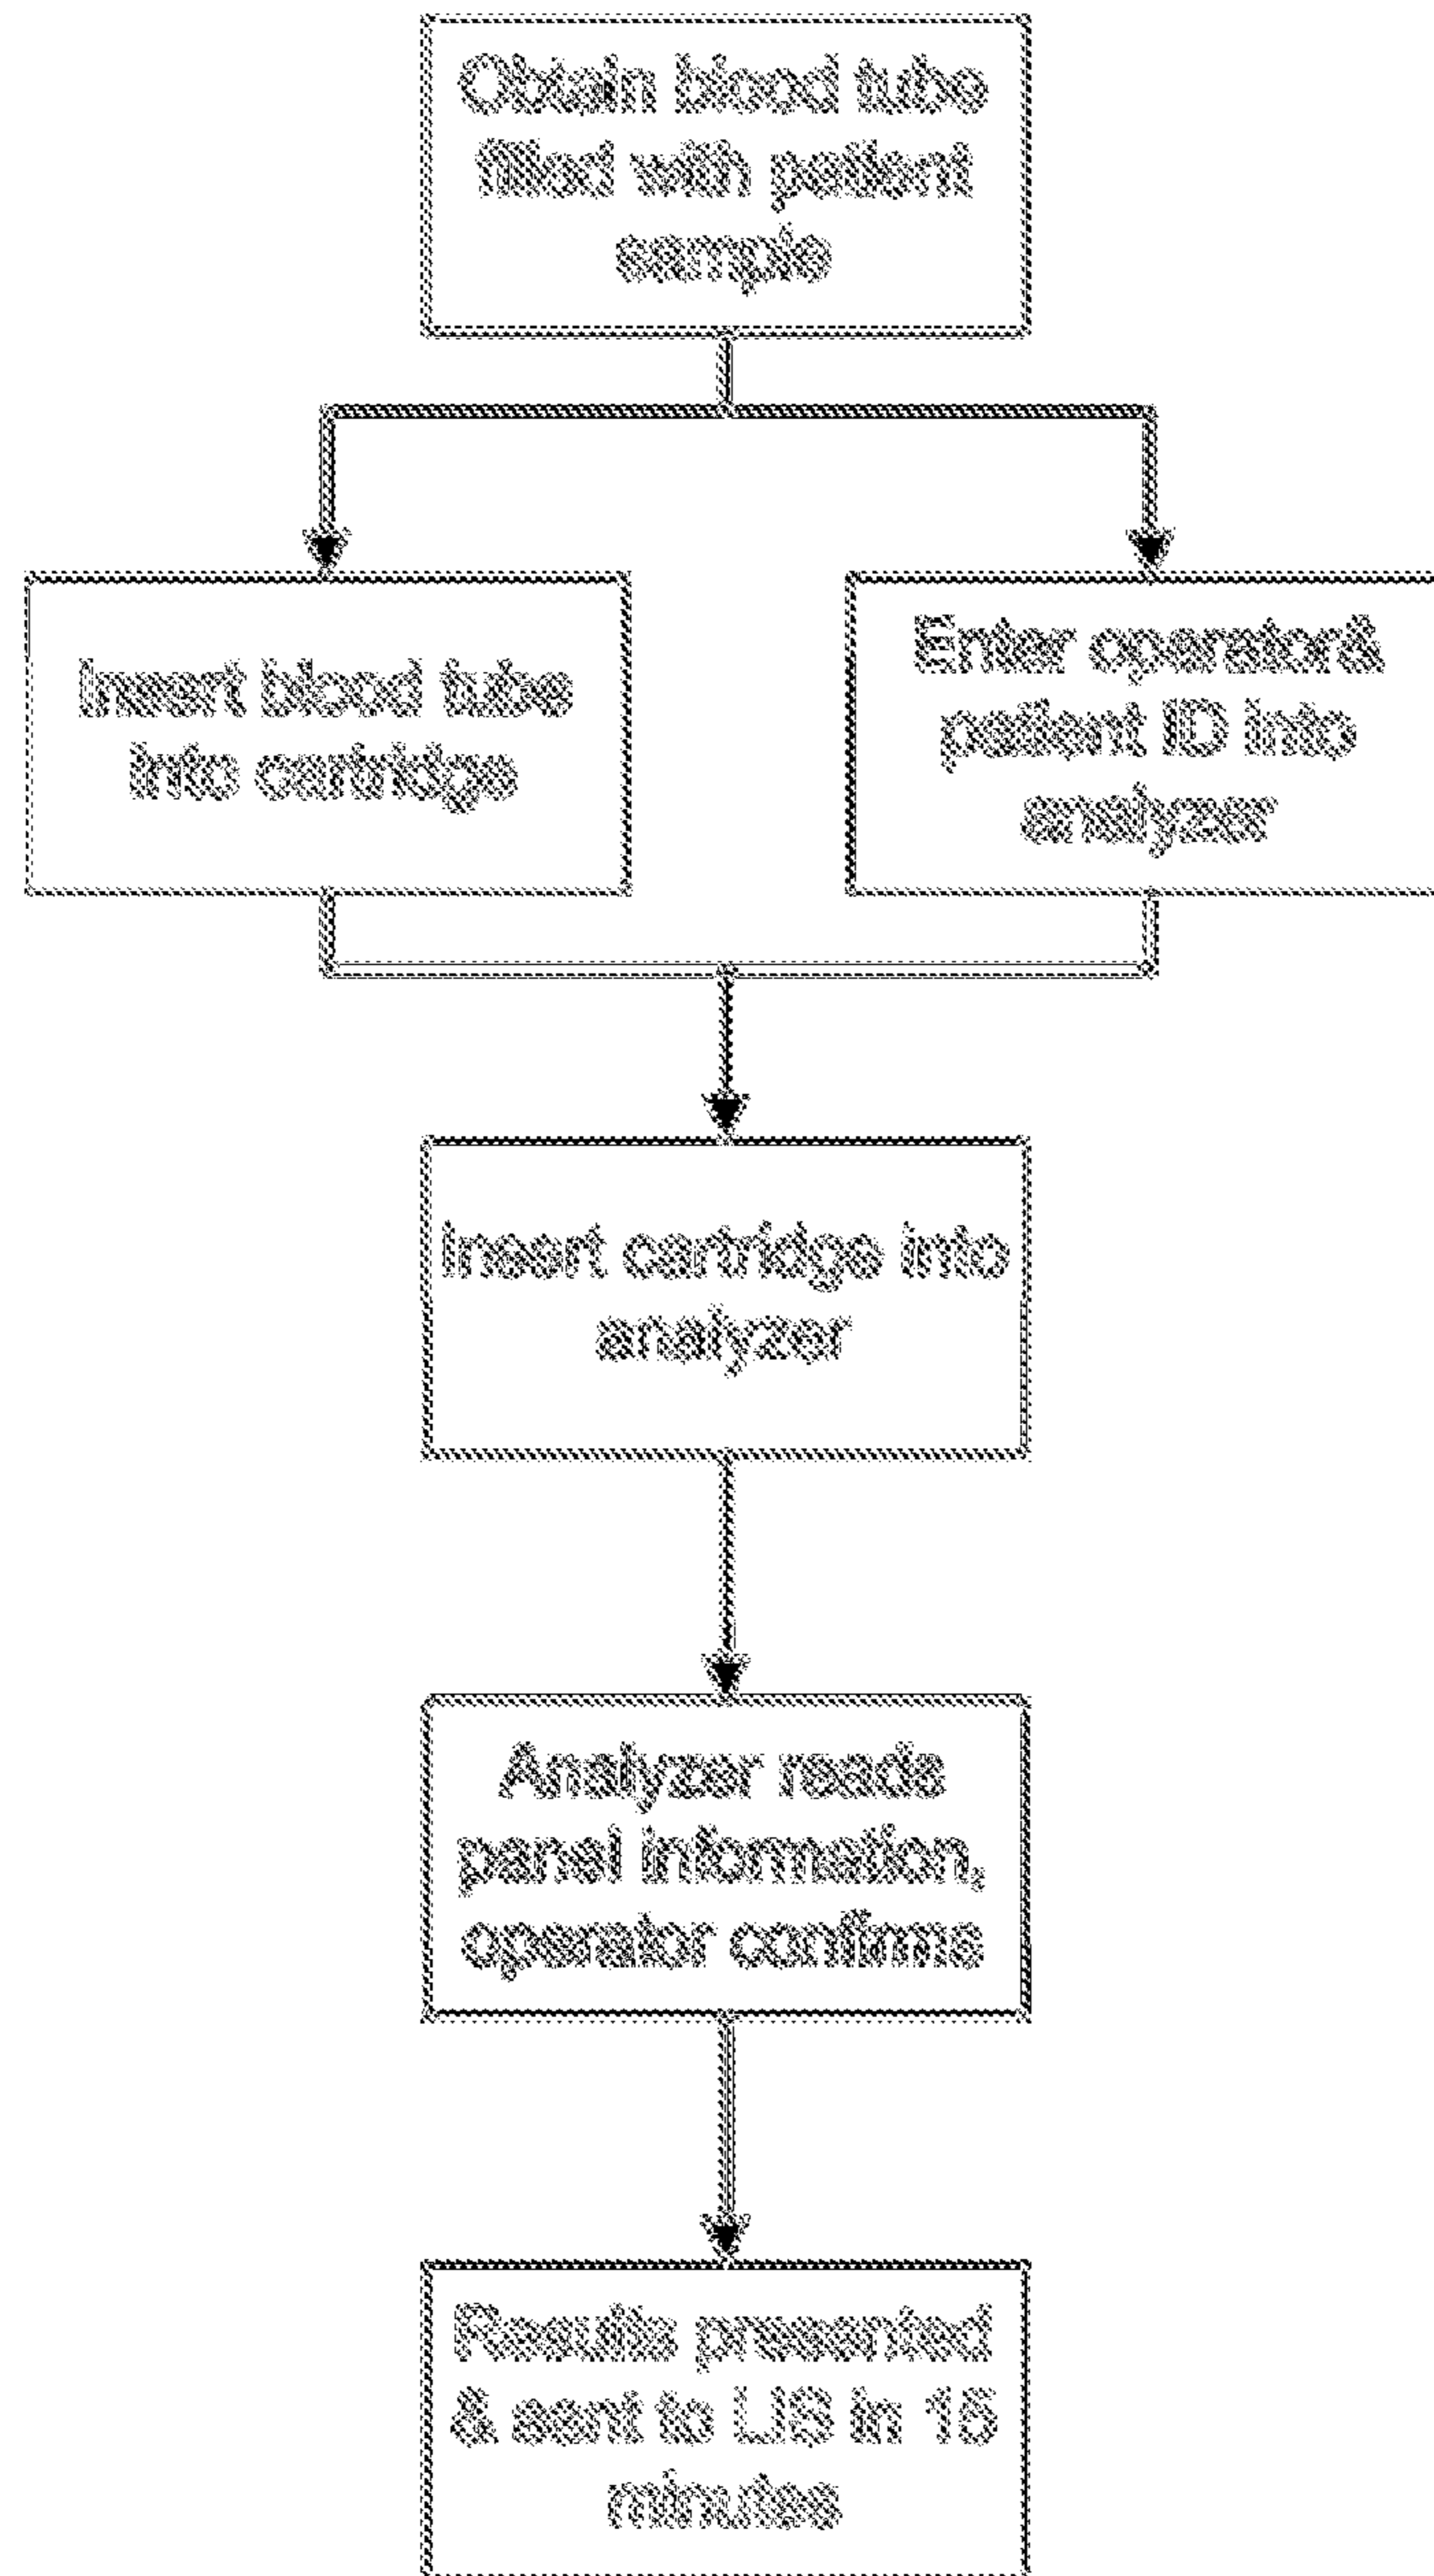 Obtain blood tube
filled with patient
sample
Insert blood tube
into cartridge
Enter operator&
patient ID into
analyzer
Insert cartridge into
analyzer
Analyzer reads
panel information,
operator confirms
Results presented
& sent to LIS in 15
minutes